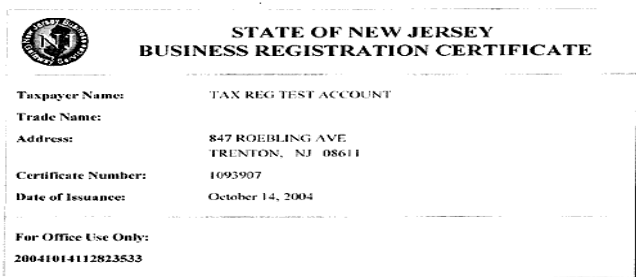 STATE OF NEW JERSEY
BUSINESS REGISTRATION CERTIFICATE
Taxpayer Name: TAX REG TEST ACCOUNT
Trade Name:
Address: 847 ROEBLING AVE
TRENTON, NJ 08611
Certificate Number: 1093907
Date of Issuance: October 14, 2004
For Office Use Only:
20041014112823533